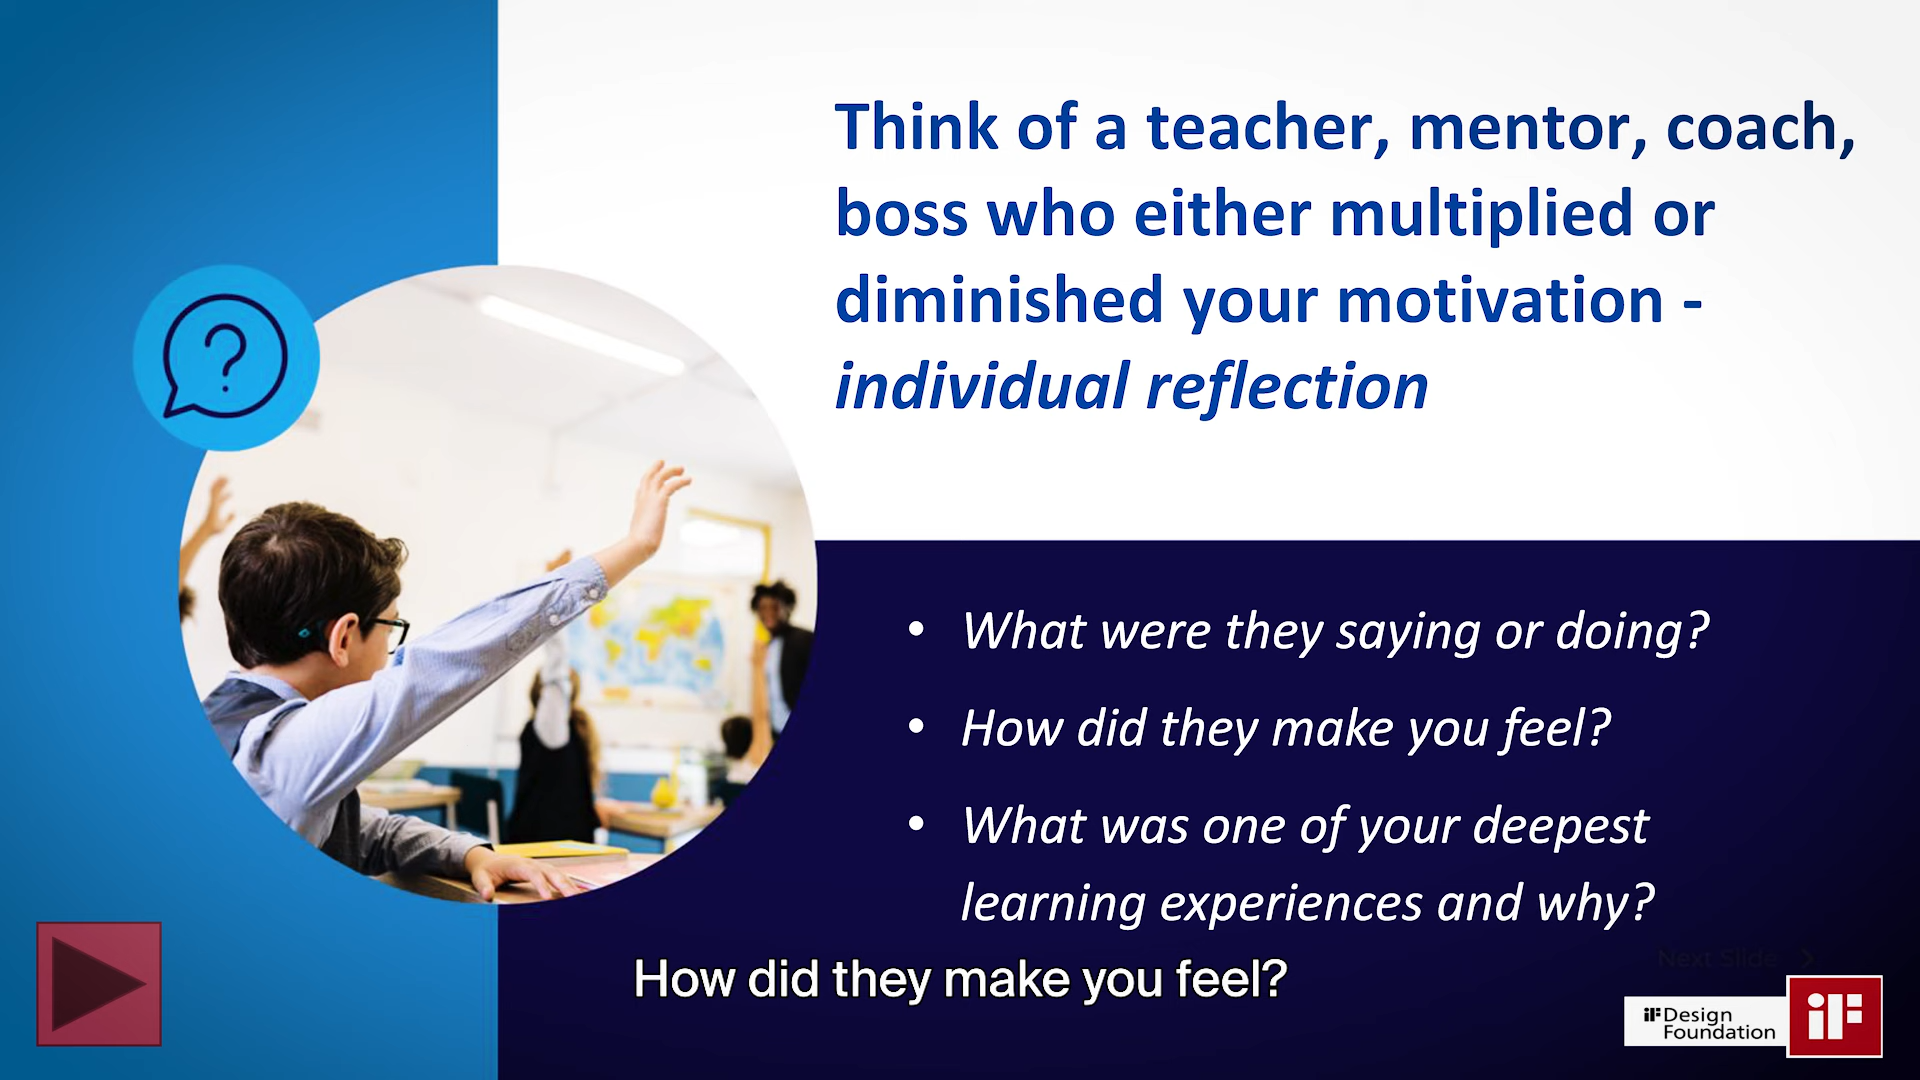 Think of a teacher, mentor, coach,
boss who either multiplied or
diminished your motivation -
individual reflection
?
• What were they saying or doing?
• How did they make you feel?
• What was one of your deepest
learning experiences and why?
How did they make you feel?
Next Slide >
iF Design
Foundation
iF